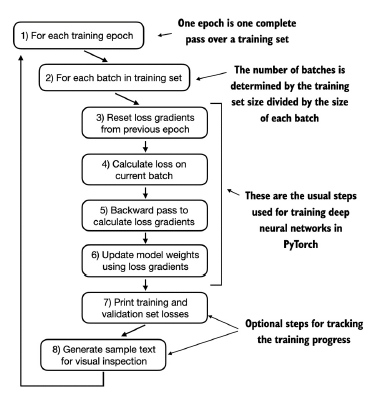 1) For each training epoch
One epoch is one complete
pass over a training set
2) For each batch in training set
The number of batches is
determined by the training
set size divided by the size
of each batch
3) Reset loss gradients
from previous epoch
4) Calculate loss on
current batch
5) Backward pass to
calculate loss gradients
6) Update model weights
using loss gradients
These are the usual steps
used for training deep
neural networks in
PyTorch
7) Print training and
validation set losses
8) Generate sample text
for visual inspection
Optional steps for tracking
the training progress